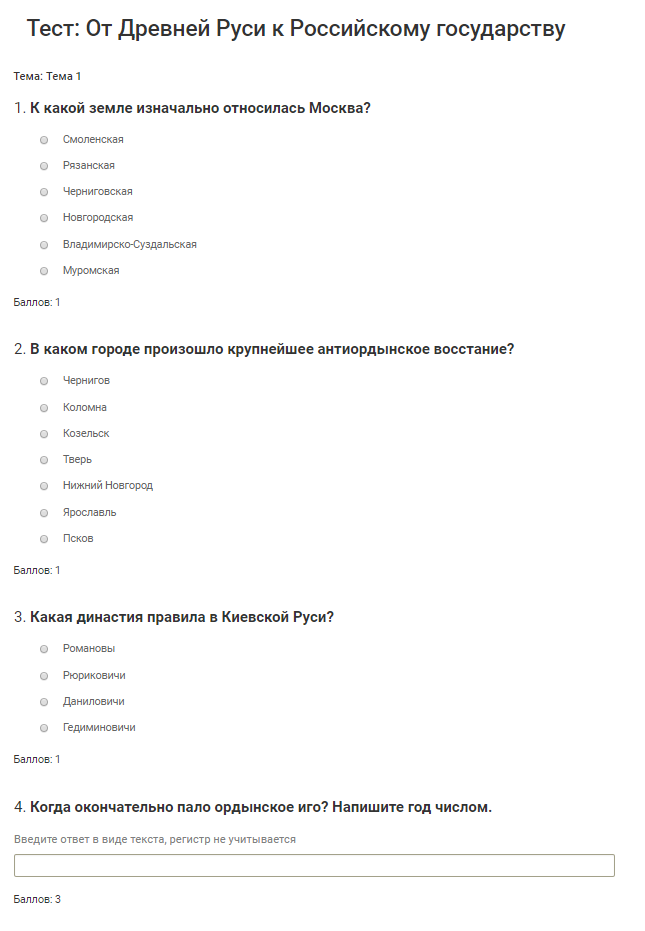 Тест: От Древней Руси к Российскому государству
Тема: Тема 1
1. К какой земле изначально относилась Москва?
Смоленская
Рязанская
Черниговская
Новгородская
Владимирско-Суздальская
Муромская
Баллов: 1
2. В каком городе произошло крупнейшее антиордынское восстание?
Чернигов
Коломна
Козельск
Тверь
Нижний Новгород
Ярославль
Псков
Баллов: 1
3. Какая династия правила в Киевской Руси?
Романовы
Рюриковичи
Даниловичи
Гедиминовичи
Баллов: 1
4. Когда окончательно пало ордынское иго? Напишите год числом.
Введите ответ в виде текста, регистр не учитывается
Баллов: 3